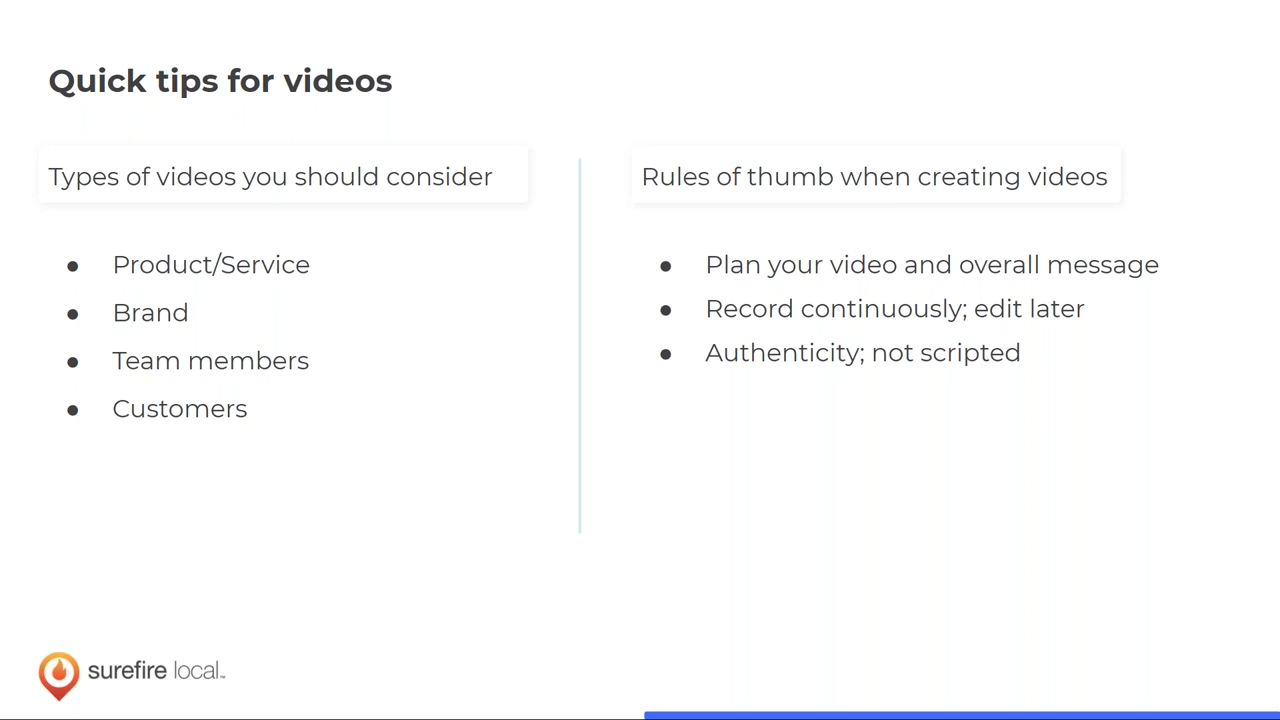 Quick tips for videos
Types of videos you should consider
● Product/Service
● Brand
● Team members
● Customers
Rules of thumb when creating videos
● Plan your video and overall message
● Record continuously; edit later
● Authenticity; not scripted
surefire local™